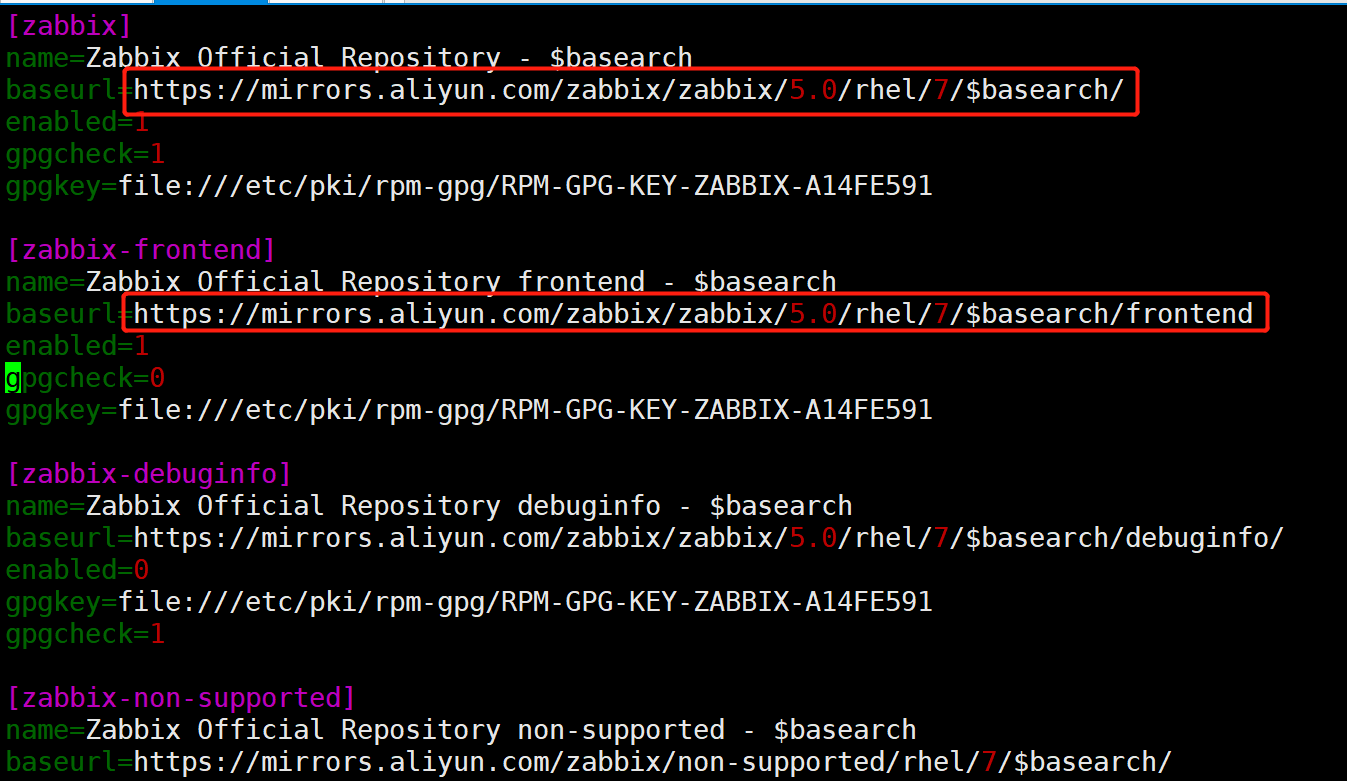 [zabbix]
name=Zabbix Official Repository - $basearch
baseurl=https://mirrors.aliyun.com/zabbix/zabbix/5.0/rhel/7/$basearch/
enabled=1
gpgcheck=1
gpgkey=file:///etc/pki/rpm-gpg/RPM-GPG-KEY-ZABBIX-A14FE591
[zabbix-frontend]
name=Zabbix Official Repository frontend - $basearch
baseurl=https://mirrors.aliyun.com/zabbix/zabbix/5.0/rhel/7/$basearch/frontend
enabled=1
gpgcheck=0
gpgkey=file:///etc/pki/rpm-gpg/RPM-GPG-KEY-ZABBIX-A14FE591
[zabbix-debuginfo]
name=Zabbix Official Repository debuginfo - $basearch
baseurl=https://mirrors.aliyun.com/zabbix/zabbix/5.0/rhel/7/$basearch/debuginfo/
enabled=0
gpgkey=file:///etc/pki/rpm-gpg/RPM-GPG-KEY-ZABBIX-A14FE591
gpgcheck=1
[zabbix-non-supported]
name=Zabbix Official Repository non-supported - $basearch
baseurl=https://mirrors.aliyun.com/zabbix/non-supported/rhel/7/$basearch/